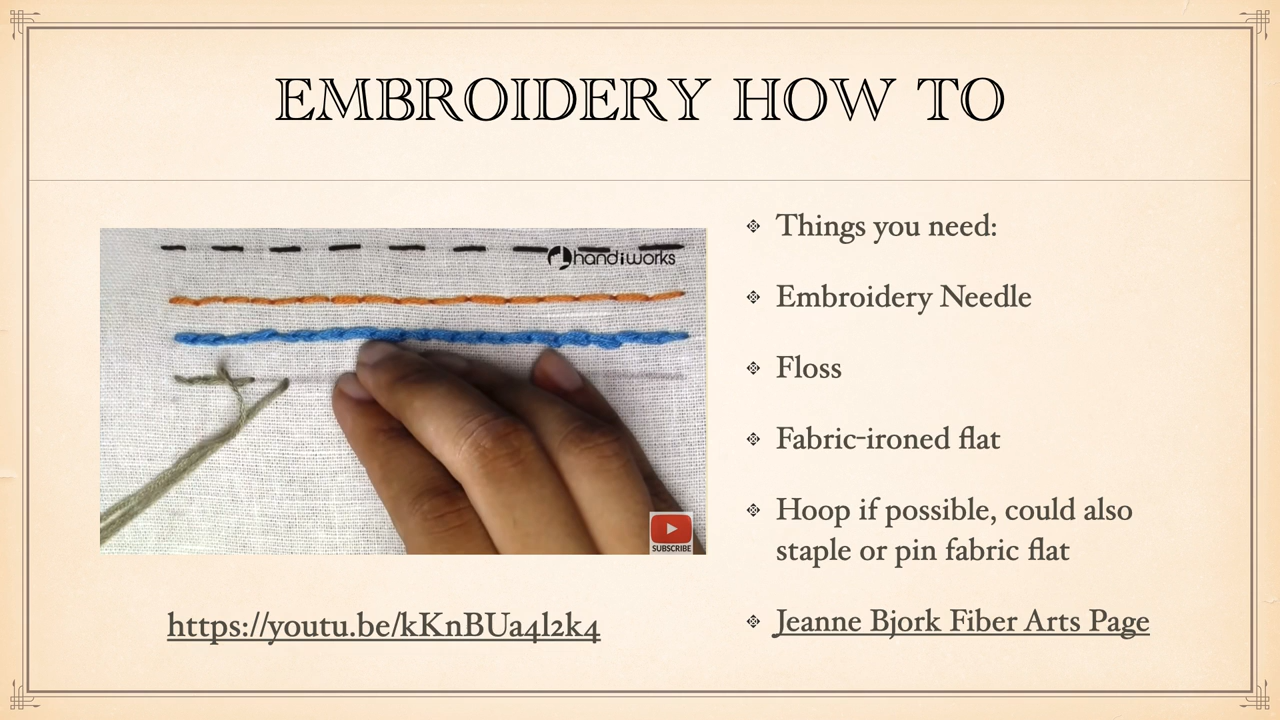 EMBROIDERY HOW TO
handiworks
SUBSCRIBE
https://youtu.be/kKnBUa4l2k4
Things you need:
Embroidery Needle
Floss
Fabric-ironed flat
Hoop if possible, could also
staple or pin fabric flat
Jeanne Bjork Fiber Arts Page